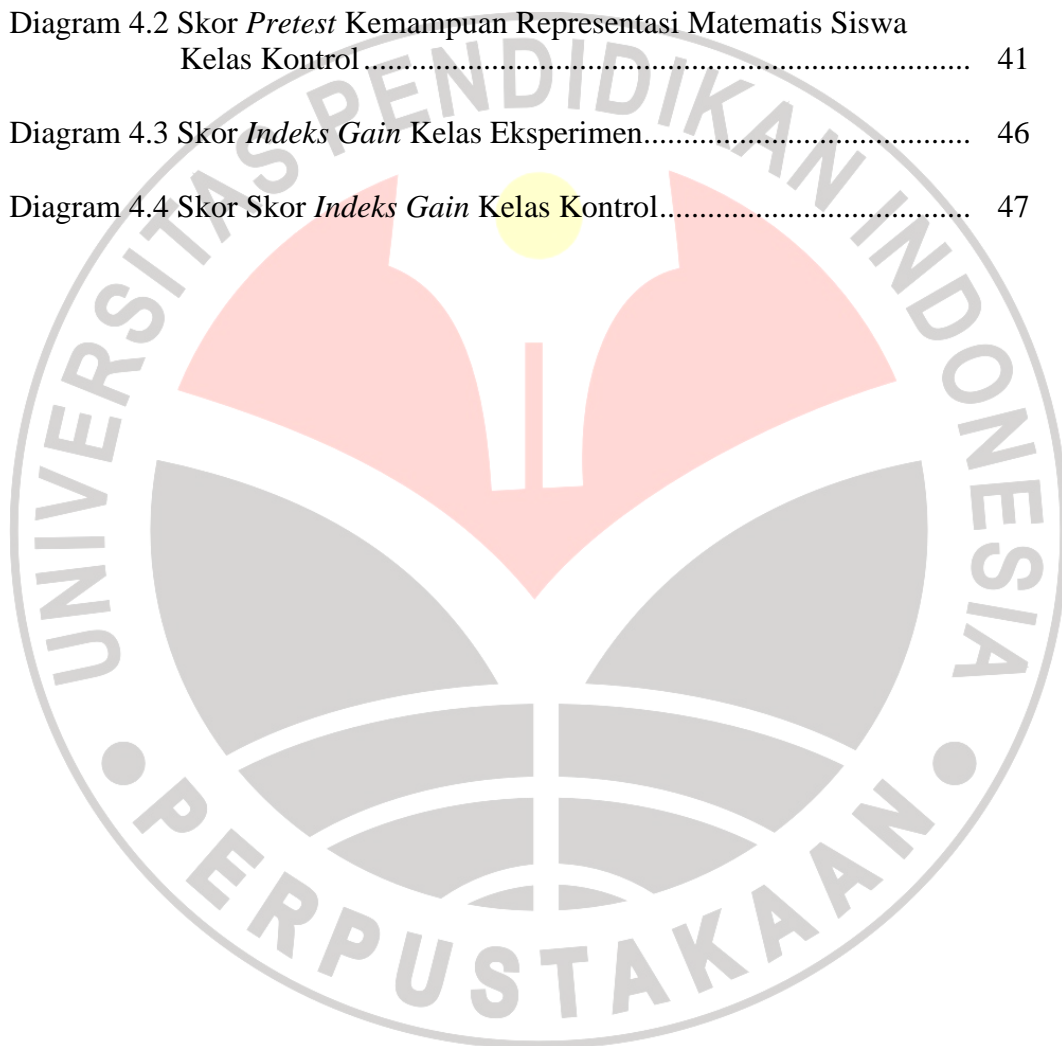 Diagram 4.2 Skor Pretest Kemampuan Representasi Matematis Siswa
Kelas Kontrol ..................................................................... 41
Diagram 4.3 Skor Indeks Gain Kelas Eksperimen..................................... 46
Diagram 4.4 Skor Skor Indeks Gain Kelas Kontrol................................... 47
UNIVERSITAS PENDIDIKAN INDONESIA
PERPUSTAKAAN